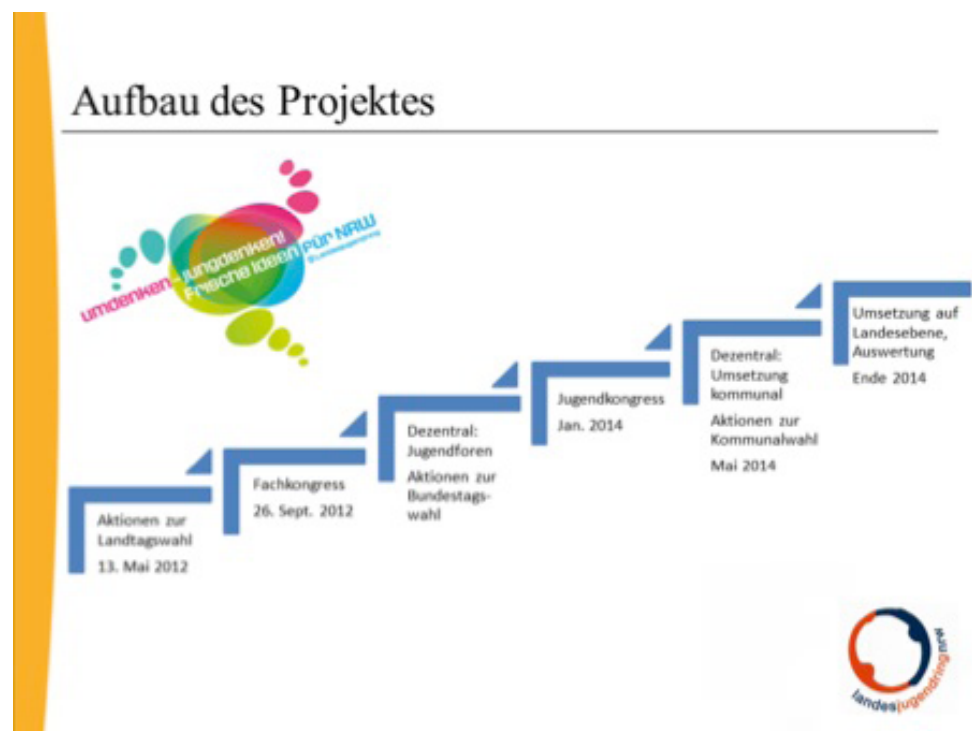 Aufbau des Projektes
umdenken - jungdenken!
Frische Ideen für NRW
Aktionen zur
Landtagswahl
13. Mai 2012
Fachkongress
26. Sept. 2012
Dezentral:
Jugendforen
Aktionen zur
Bundestags-
wahl
Jugendkongress
Jan. 2014
Dezentral:
Umsetzung
kommunal
Aktionen zur
Kommunalwahl
Mai 2014
Umsetzung auf
Landesebene,
Auswertung
Ende 2014
landesjugendringnrw